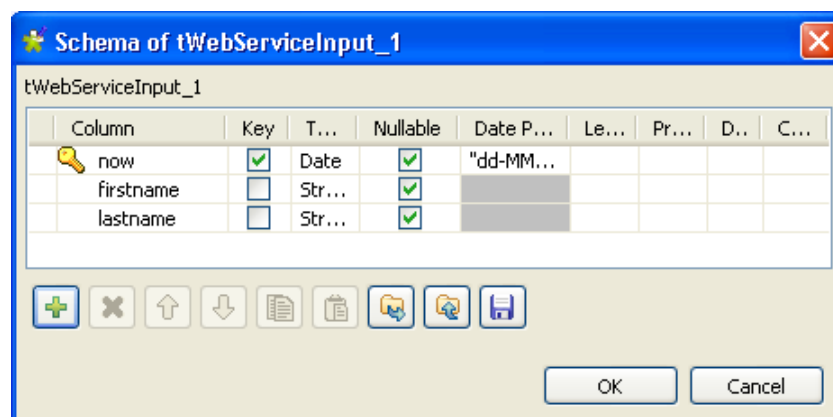 Schema of tWebServiceInput_1
tWebServiceInput_1
Column Key T... Nullable Date P... Le... Pr... D.. C...
now Date "dd-MM...
firstname Str...
lastname Str...
OK Cancel